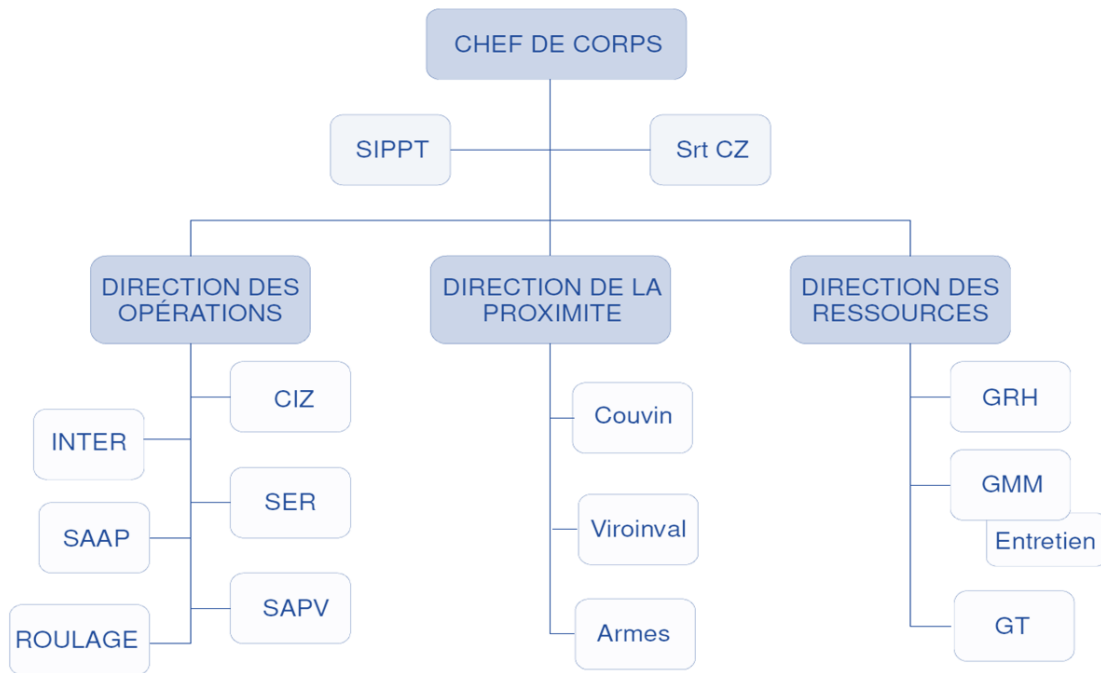 CHEF DE CORPS
SIPPT
Srt CZ
DIRECTION DES
OPÉRATIONS
DIRECTION DE LA
PROXIMITE
DIRECTION DES
RESSOURCES
CIZ
INTER
SER
SAAP
SAPV
ROULAGE
Couvin
Viroinval
Armes
GRH
GMM
Entretien
GT